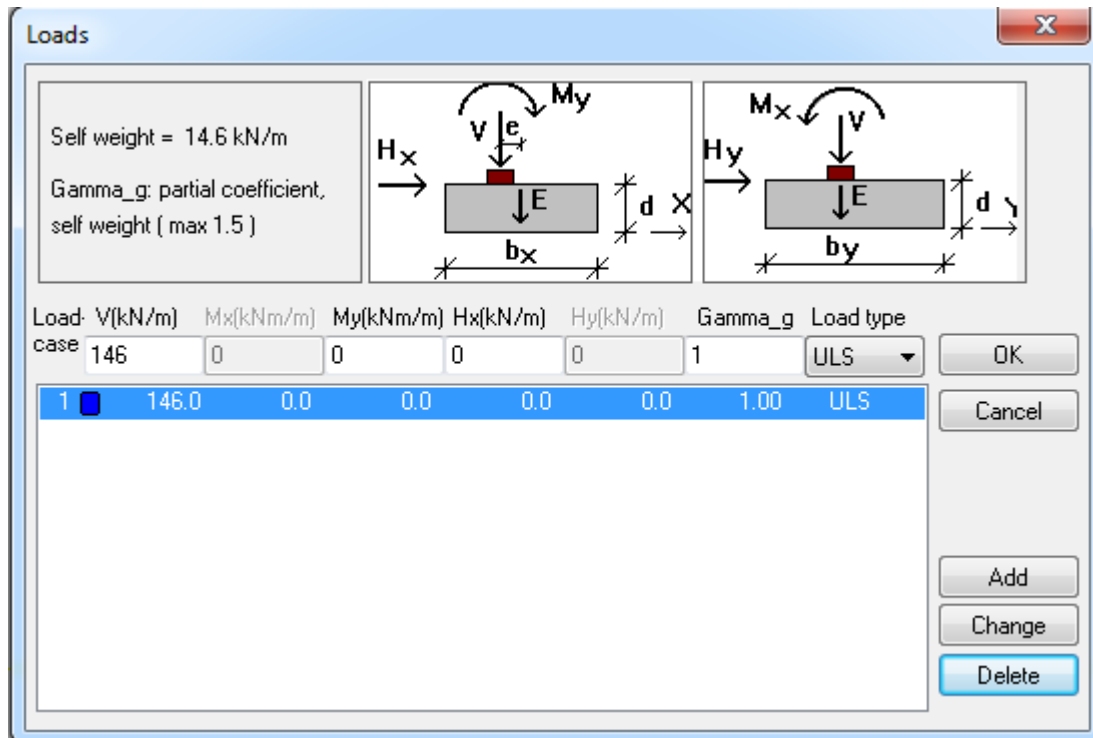 Loads
Self weight = 14.6 kN/m
Gamma_g: partial coefficient,
self weight ( max 1.5 )
My
V e
Hx
E
d X
bx
Mx
V
Hy
E
d Y
by
Load- V(kN/m) Mx(kNm/m) My(kNm/m) Hx(kN/m) Hy(kN/m) Gamma_g Load type
case 146 0 0 0 0 1 ULS OK
1 146.0 0.0 0.0 0.0 0.0 1.00 ULS
Cancel
Add
Change
Delete